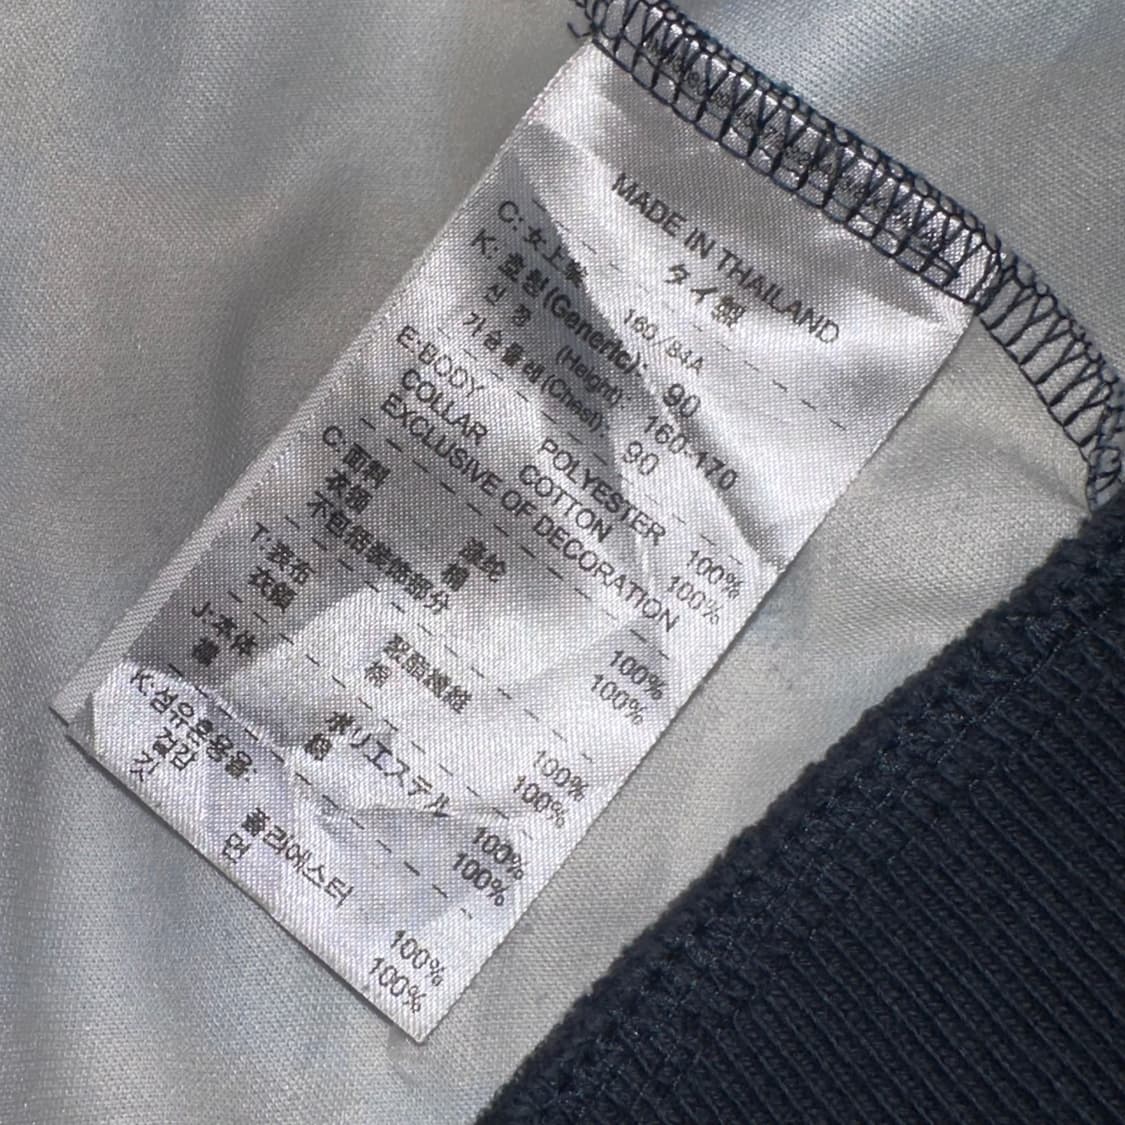 MADE IN THAILAND
タイ製
C: 女上装 160/84A
K: 호칭(Generic): 90
신 장 (Height): 160-170
가슴둘레(Chest): 90
E:BODY POLYESTER 100%
COLLAR COTTON 100%
EXCLUSIVE OF DECORATION
C: 面料 涤纶 100%
衣领 棉 100%
不包括装饰部分
T: 表布 聚酯纖維 100%
衣領 棉 100%
J:本体 ポリエステル 100%
襟 綿 100%
K:섬유혼용율:
겉감 폴리에스터 100%
깃 면 100%